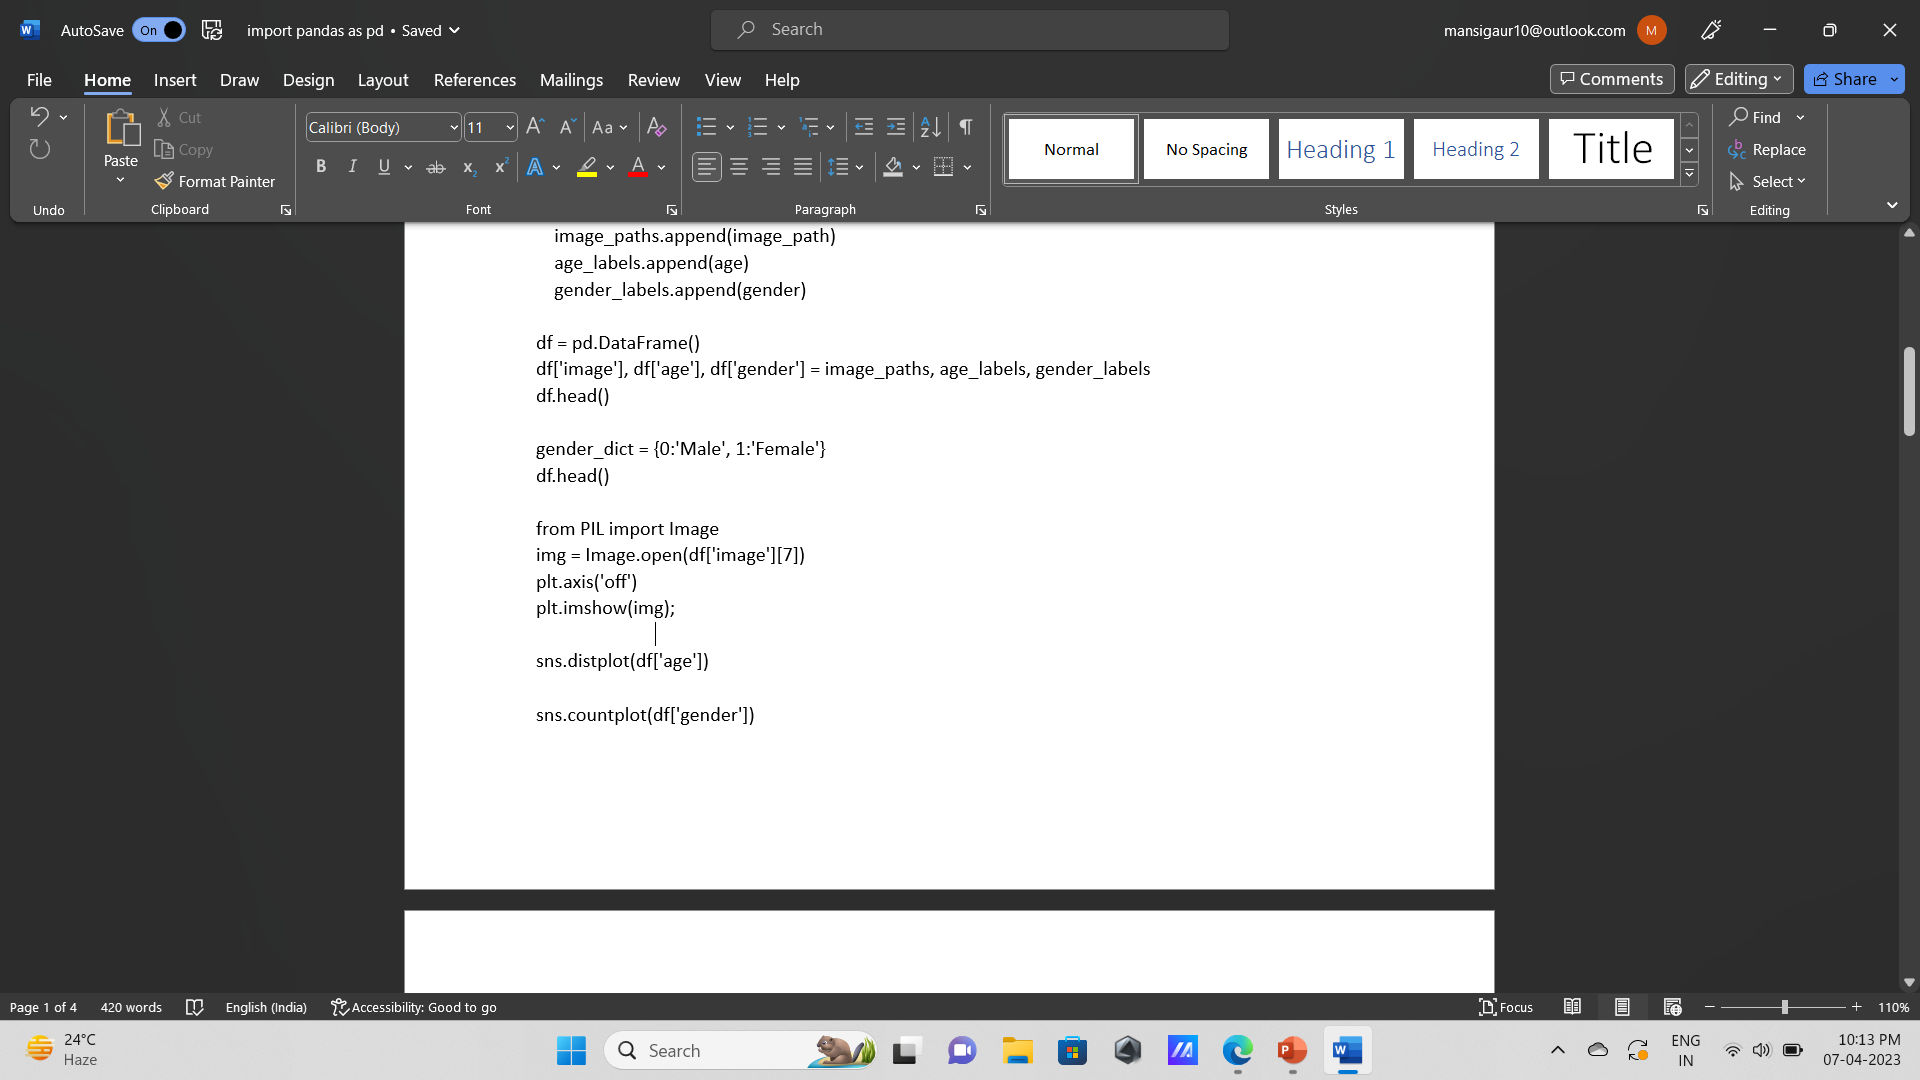 AutoSave On import pandas as pd • Saved Search mansigaur10@outlook.com M
File Home Insert Draw Design Layout References Mailings Review View Help Comments Editing Share
Paste
Cut
Copy
Format Painter
Calibri (Body) 11
Normal No Spacing Heading 1 Heading 2 Title
Find
Replace
Select
Undo Clipboard Font Paragraph Styles Editing
image_paths.append(image_path)
age_labels.append(age)
gender_labels.append(gender)
df = pd.DataFrame()
df['image'], df['age'], df['gender'] = image_paths, age_labels, gender_labels
df.head()
gender_dict = {0:'Male', 1:'Female'}
df.head()
from PIL import Image
img = Image.open(df['image'][7])
plt.axis('off')
plt.imshow(img);
sns.distplot(df['age'])
sns.countplot(df['gender'])
Page 1 of 4 420 words English (India) Accessibility: Good to go Focus 110%
24°C
Haze
Search
ENG
IN
10:13 PM
07-04-2023